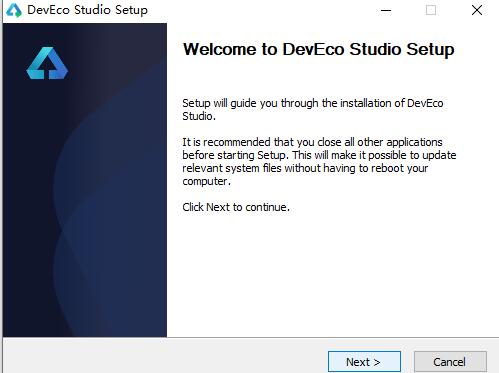 DevEco Studio Setup
Welcome to DevEco Studio Setup
Setup will guide you through the installation of DevEco
Studio.
It is recommended that you close all other applications
before starting Setup. This will make it possible to update
relevant system files without having to reboot your
computer.
Click Next to continue.
Next >
Cancel